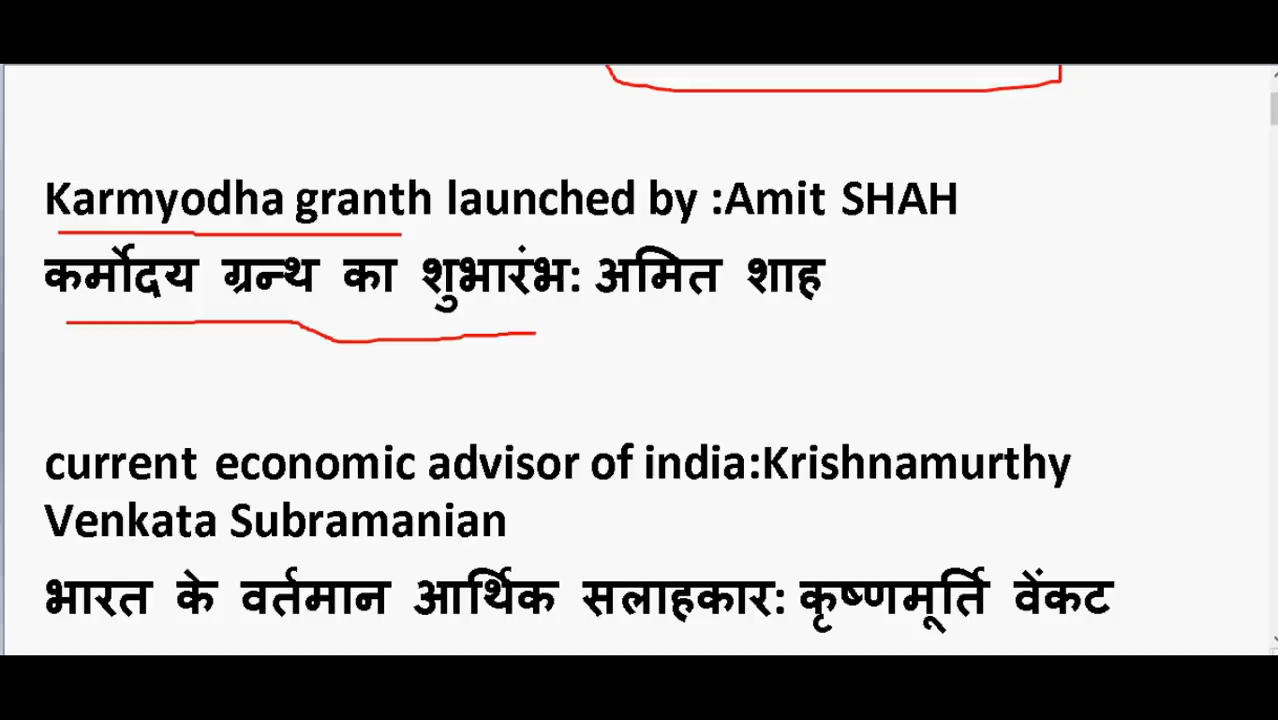 Karmyodha granth launched by :Amit SHAH
कर्मोदय ग्रन्थ का शुभारंभ: अमित शाह
current economic advisor of india:Krishnamurthy
Venkata Subramanian
भारत के वर्तमान आर्थिक सलाहकार: कृष्णमूर्ति वेंकट